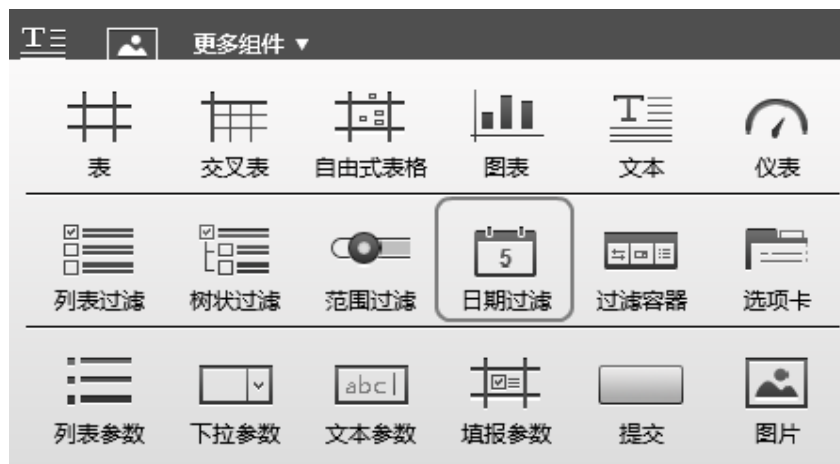 更多组件 ▼
表 交叉表 自由式表格 图表 文本 仪表
5
列表过滤 树状过滤 范围过滤 日期过滤 过滤容器 选项卡
abc
列表参数 下拉参数 文本参数 填报参数 提交 图片